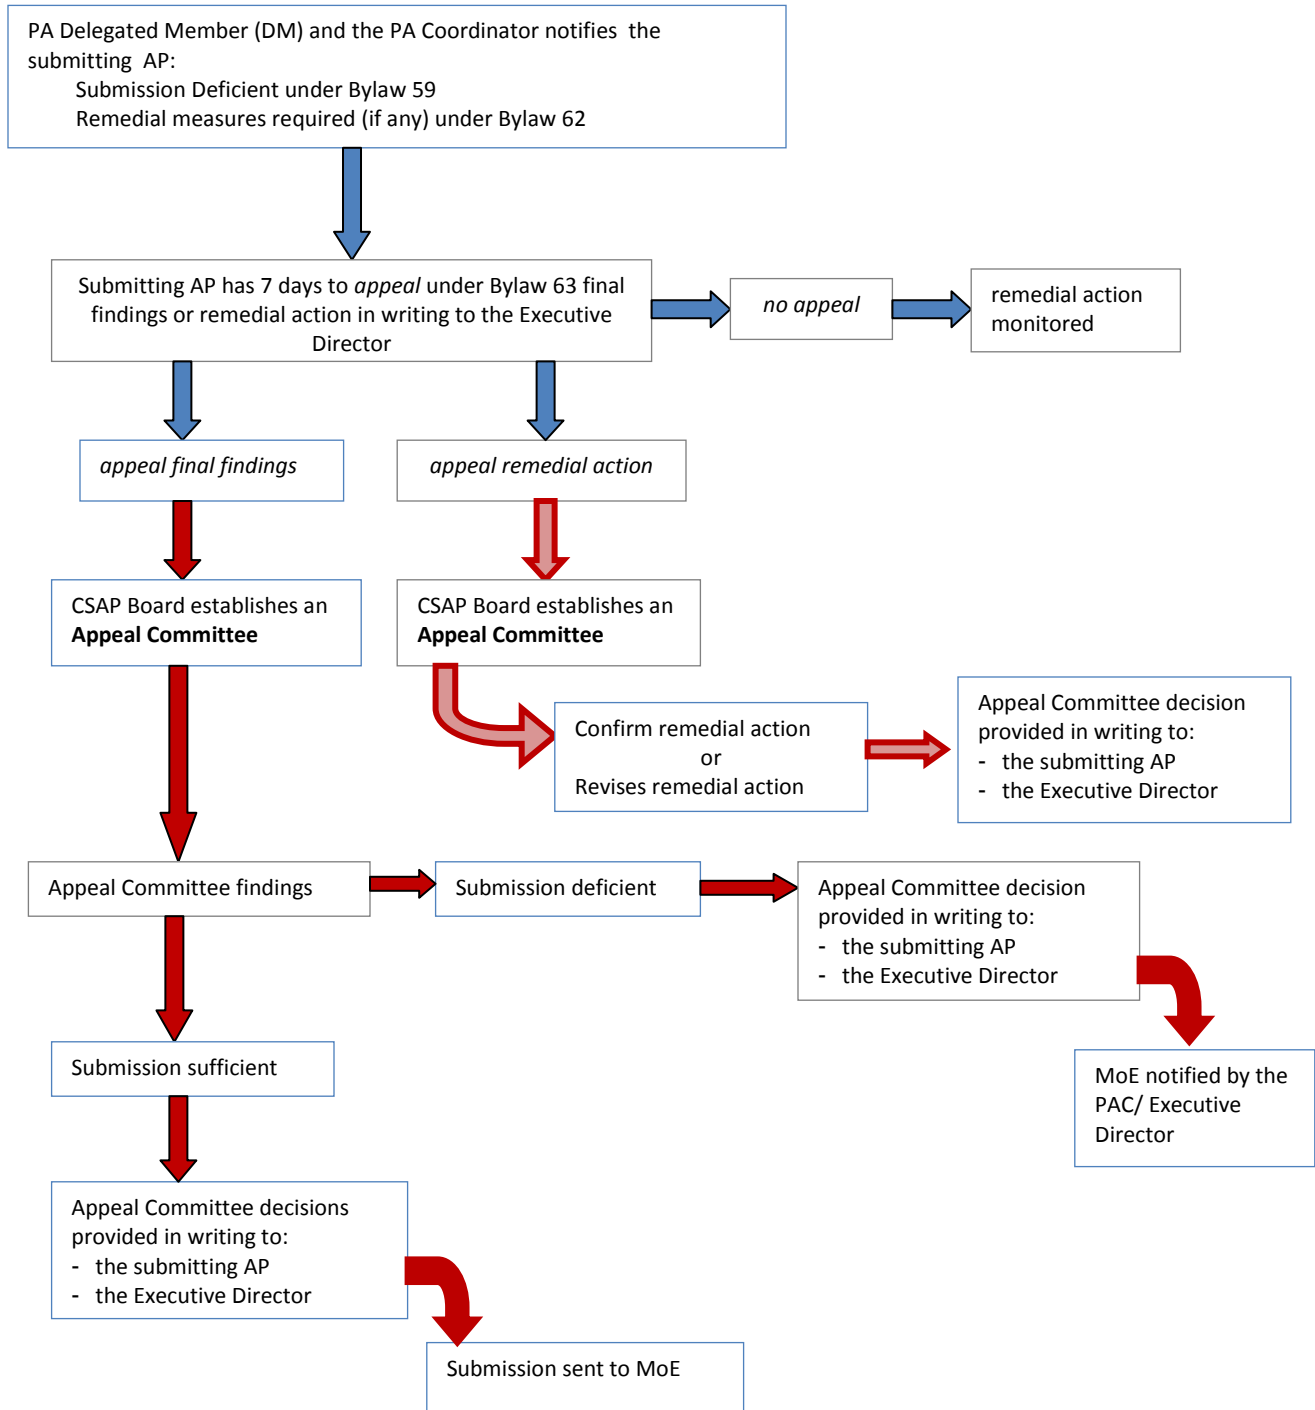 PA Delegated Member (DM) and the PA Coordinator notifies the
submitting AP:
Submission Deficient under Bylaw 59
Remedial measures required (if any) under Bylaw 62
Submitting AP has 7 days to appeal under Bylaw 63 final
findings or remedial action in writing to the Executive
Director
no appeal
remedial action
monitored
appeal final findings
appeal remedial action
CSAP Board establishes an
Appeal Committee
CSAP Board establishes an
Appeal Committee
Confirm remedial action
or
Revises remedial action
Appeal Committee decision
provided in writing to:
- the submitting AP
- the Executive Director
Appeal Committee findings
Submission deficient
Appeal Committee decision
provided in writing to:
- the submitting AP
- the Executive Director
MoE notified by the
PAC/ Executive
Director
Submission sufficient
Appeal Committee decisions
provided in writing to:
- the submitting AP
- the Executive Director
Submission sent to MoE